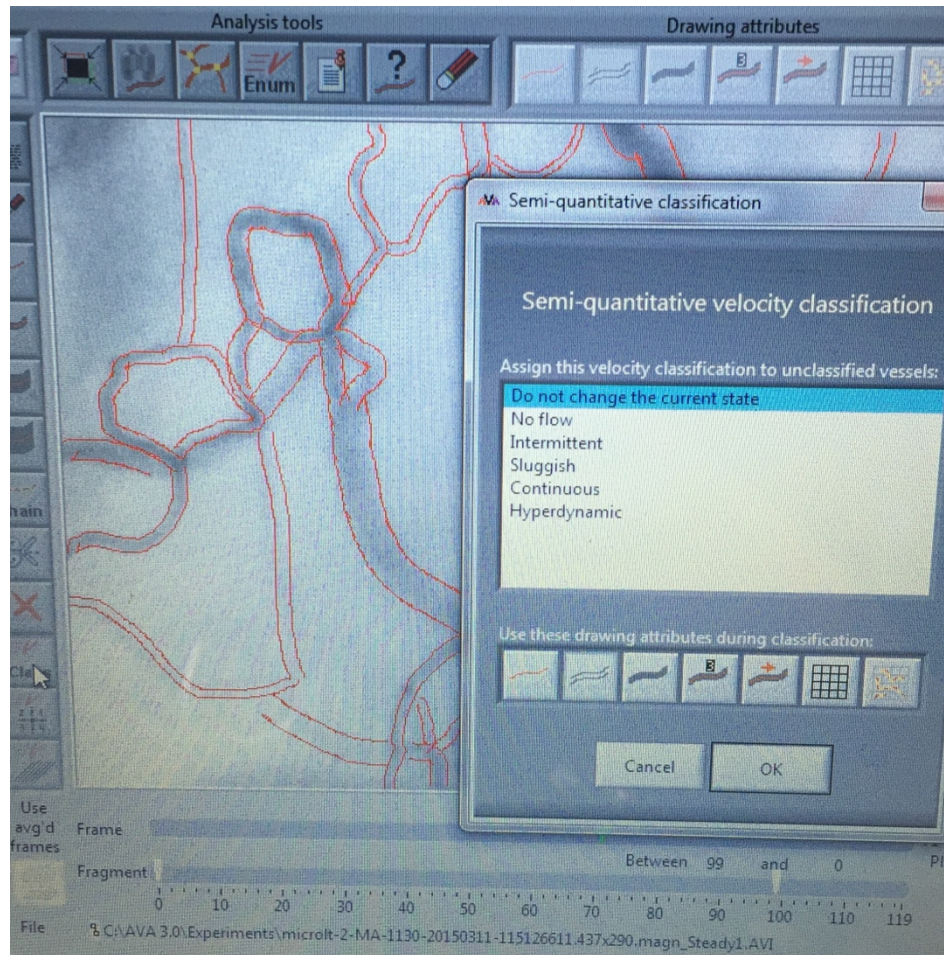 Analysis tools
Drawing attributes
Enum
?
3
Semi-quantitative classification
Semi-quantitative velocity classification
Assign this velocity classification to unclassified vessels:
Do not change the current state
No flow
Intermittent
Sluggish
Continuous
Hyperdynamic
Use these drawing attributes during classification:
3
Cancel
OK
Use
avg'd
frames
Frame
Between 99 and 0
Fragment
0 10 20 30 40 50 60 70 80 90 100 110 119
File
C:\AVA 3.0\Experiments\microIt-2-MA-1130-20150311-115126611.437x290.magn_Steady1.AVI